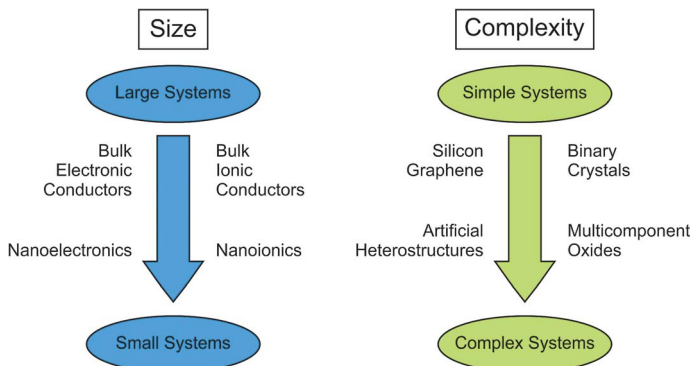 Size
Large Systems
Bulk
Electronic
Conductors
Bulk
Ionic
Conductors
Nanoelectronics
Nanoionics
Small Systems
Complexity
Simple Systems
Silicon
Graphene
Binary
Crystals
Artificial
Heterostructures
Multicomponent
Oxides
Complex Systems